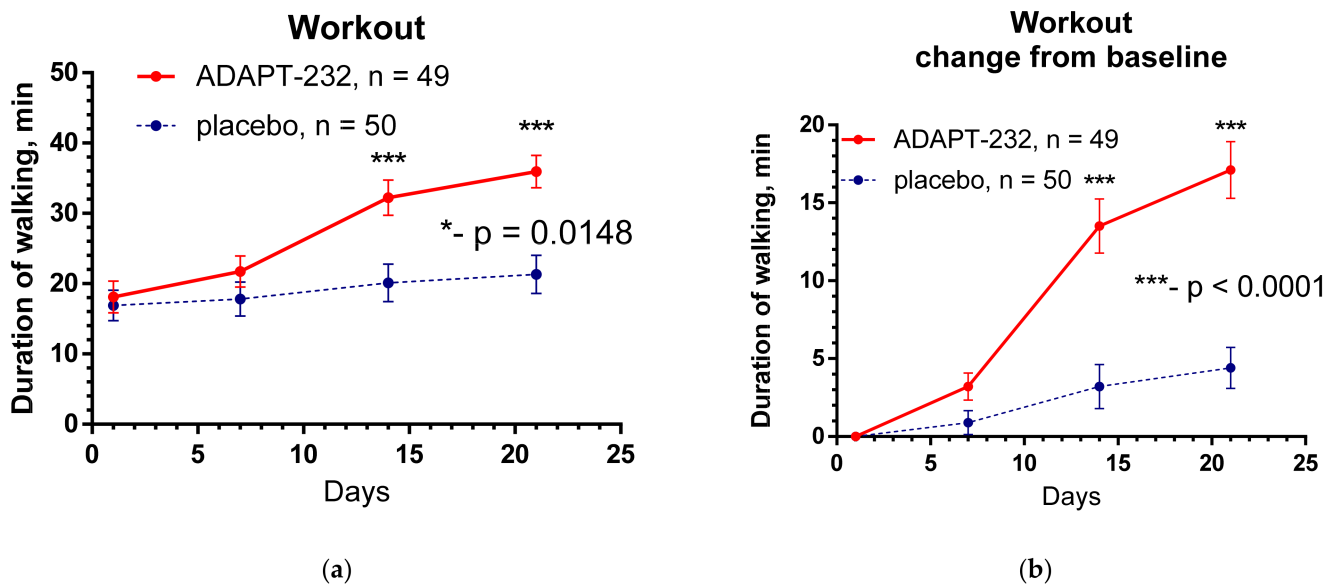 Workout
ADAPT-232, n = 49
placebo, n = 50
***
***
*- p = 0.0148
Duration of walking, min
50
40
30
20
10
0
0 5 10 15 20 25
Days
(a)
Workout
change from baseline
ADAPT-232, n = 49
placebo, n = 50
***
***
***- p < 0.0001
Duration of walking, min
20
15
10
5
0
0 5 10 15 20 25
Days
(b)